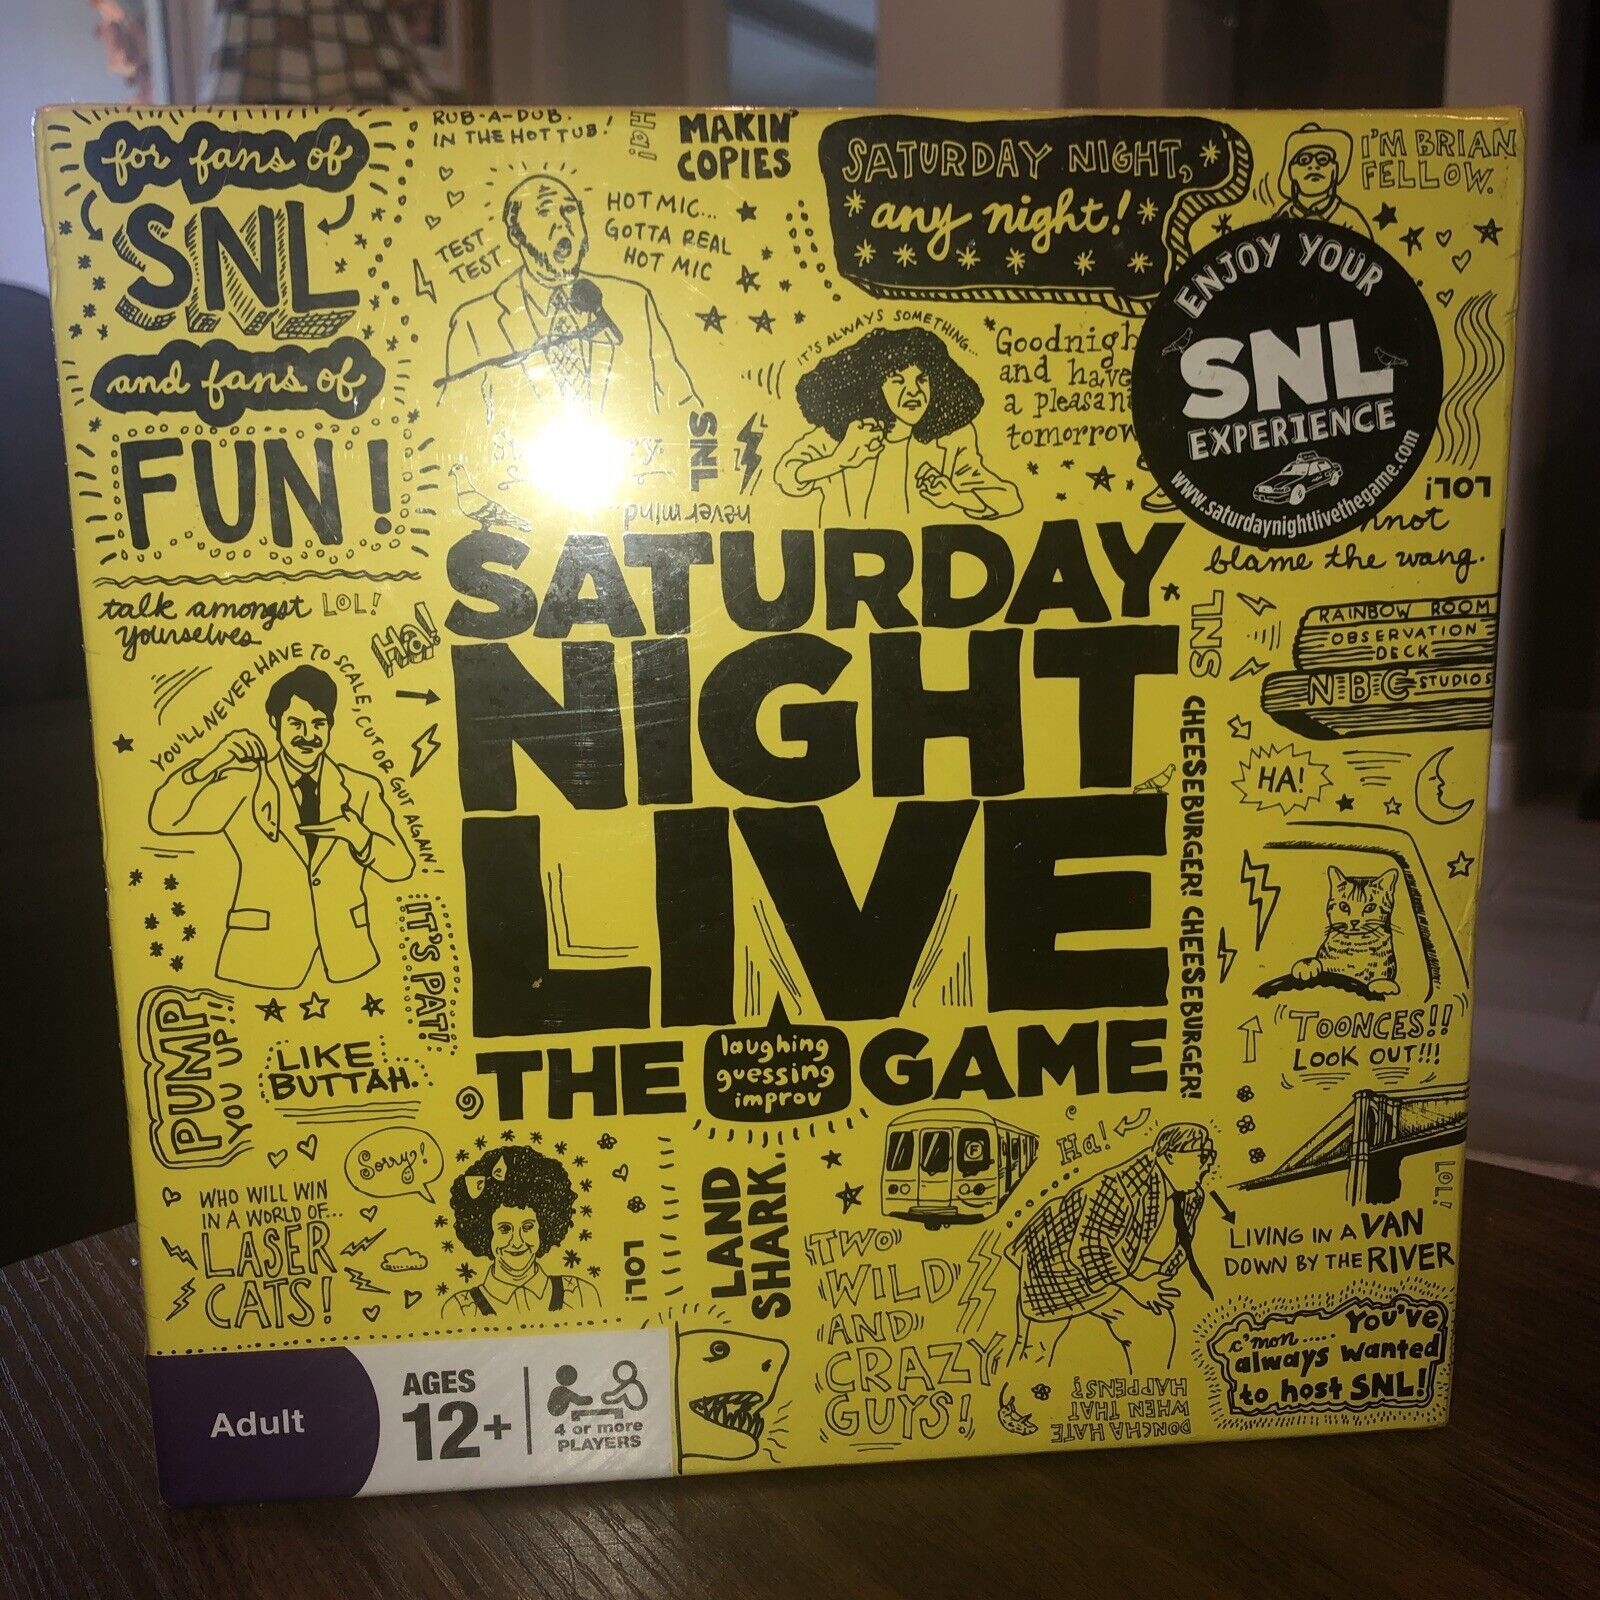 for fans of
SNL
and fans of
FUN!
RUB-A-DUB.
IN THE HOT TUB!
Ha!
MAKIN'
COPIES
SATURDAY NIGHT,
any night!
I'M BRIAN
FELLOW.
TEST
TEST
HOT MIC...
GOTTA REAL
HOT MIC
IT'S ALWAYS SOMETHING...
Goodnigh
and have
a pleasan
tomorrow
ENJOY YOUR
SNL
EXPERIENCE
www.saturdaynightlivethegame.com
SNL
nevermind
LOL!
nnot
blame the wang.
talk amongst
yourselves
LOL!
Ha!
YOU'LL NEVER HAVE TO SCALE, CUT OR GUT AGAIN!
SATURDAY
NIGHT
LIVE
THE
laughing
guessing
improv
GAME
SNL
RAINBOW ROOM
OBSERVATION
DECK
NBC STUDIOS
CHEESEBURGER! CHEESEBURGER!
HA!
"TOONCES!!
LOOK OUT!!!
IT'S PAT!
PUMP
YOU UP!!!
LIKE
BUTTAH.
Sorry!
WHO WILL WIN
IN A WORLD OF...
LASER
CATS!
LOL!
LAND
SHARK.
F
Ha!
TWO
WILD
AND
CRAZY
GUYS!
LIVING IN A VAN
DOWN BY THE RIVER
LOL!
DONCHA HATE
WHEN THAT
HAPPENS?
c'mon..... You've
always wanted
to host SNL!
Adult
AGES
12+
4 or more
PLAYERS